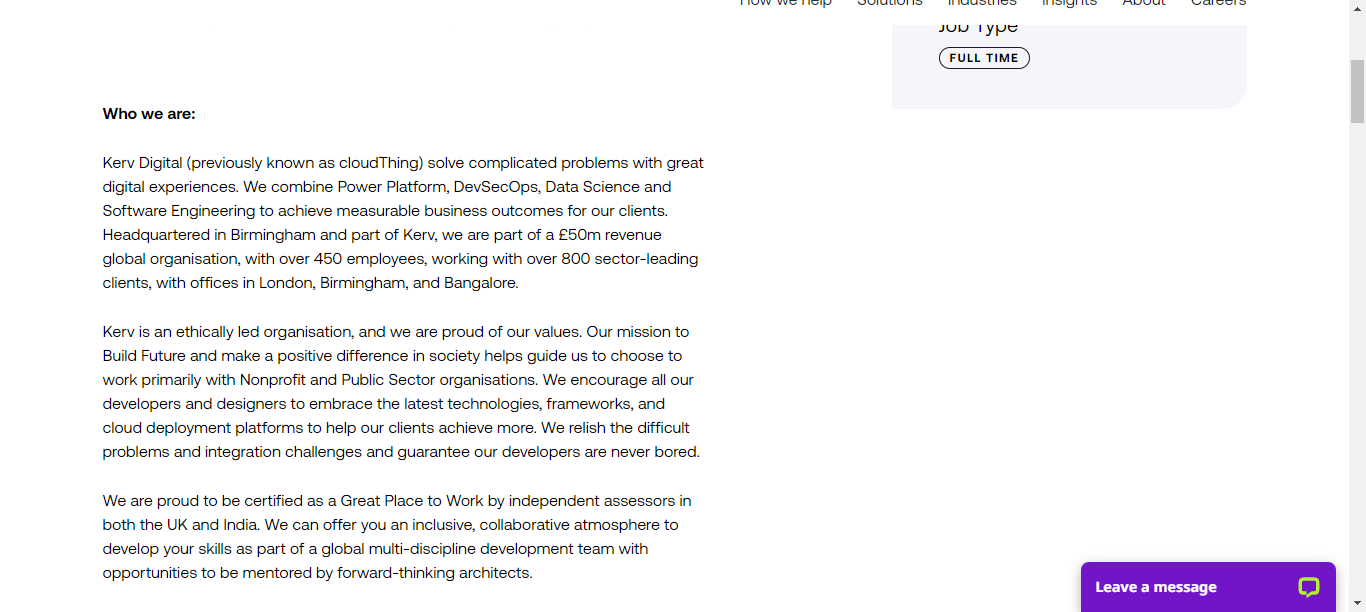 How we help Solutions Industries Insights About Careers
Job Type
FULL TIME
Who we are:
Kerv Digital (previously known as cloudThing) solve complicated problems with great
digital experiences. We combine Power Platform, DevSecOps, Data Science and
Software Engineering to achieve measurable business outcomes for our clients.
Headquartered in Birmingham and part of Kerv, we are part of a £50m revenue
global organisation, with over 450 employees, working with over 800 sector-leading
clients, with offices in London, Birmingham, and Bangalore.
Kerv is an ethically led organisation, and we are proud of our values. Our mission to
Build Future and make a positive difference in society helps guide us to choose to
work primarily with Nonprofit and Public Sector organisations. We encourage all our
developers and designers to embrace the latest technologies, frameworks, and
cloud deployment platforms to help our clients achieve more. We relish the difficult
problems and integration challenges and guarantee our developers are never bored.
We are proud to be certified as a Great Place to Work by independent assessors in
both the UK and India. We can offer you an inclusive, collaborative atmosphere to
develop your skills as part of a global multi-discipline development team with
opportunities to be mentored by forward-thinking architects.
Leave a message